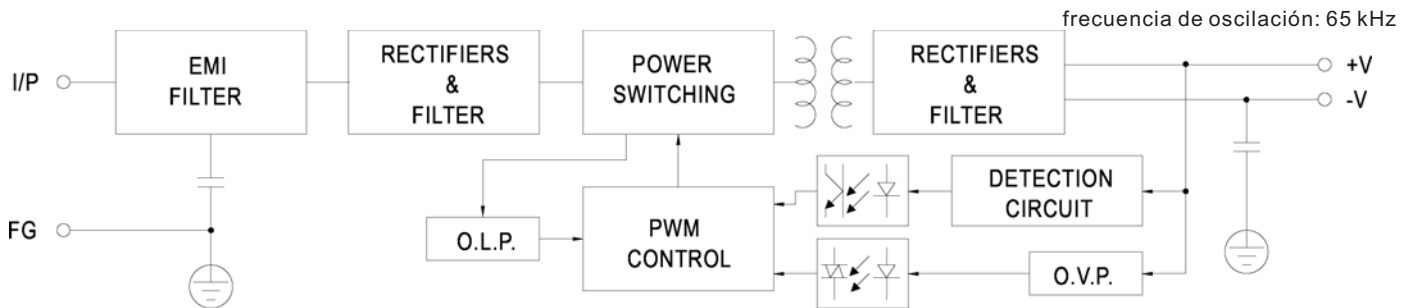 frecuencia de oscilación: 65 kHz
I/P
EMI
FILTER
RECTIFIERS
&
FILTER
POWER
SWITCHING
RECTIFIERS
&
FILTER
+V
-V
FG
O.L.P.
PWM
CONTROL
DETECTION
CIRCUIT
O.V.P.